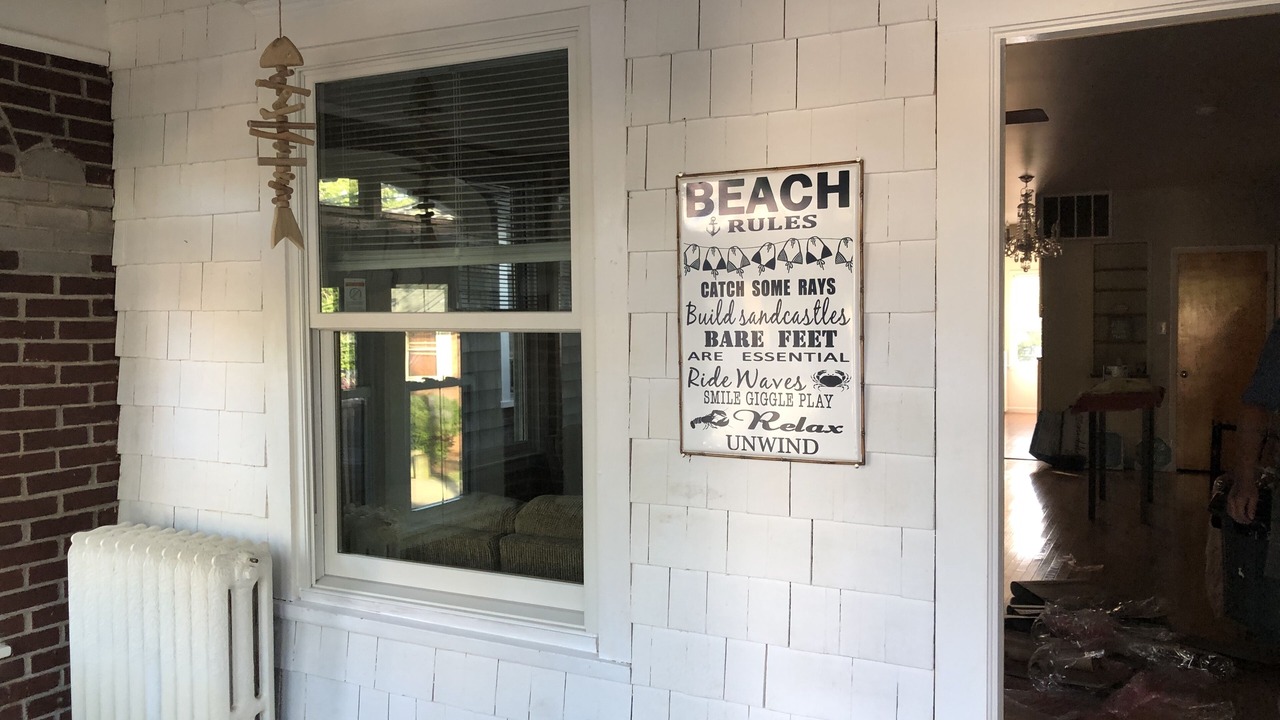 BEACH
RULES
CATCH SOME RAYS
Build sandcastles
BARE FEET
ARE ESSENTIAL
Ride Waves
SMILE GIGGLE PLAY
Relax
UNWIND